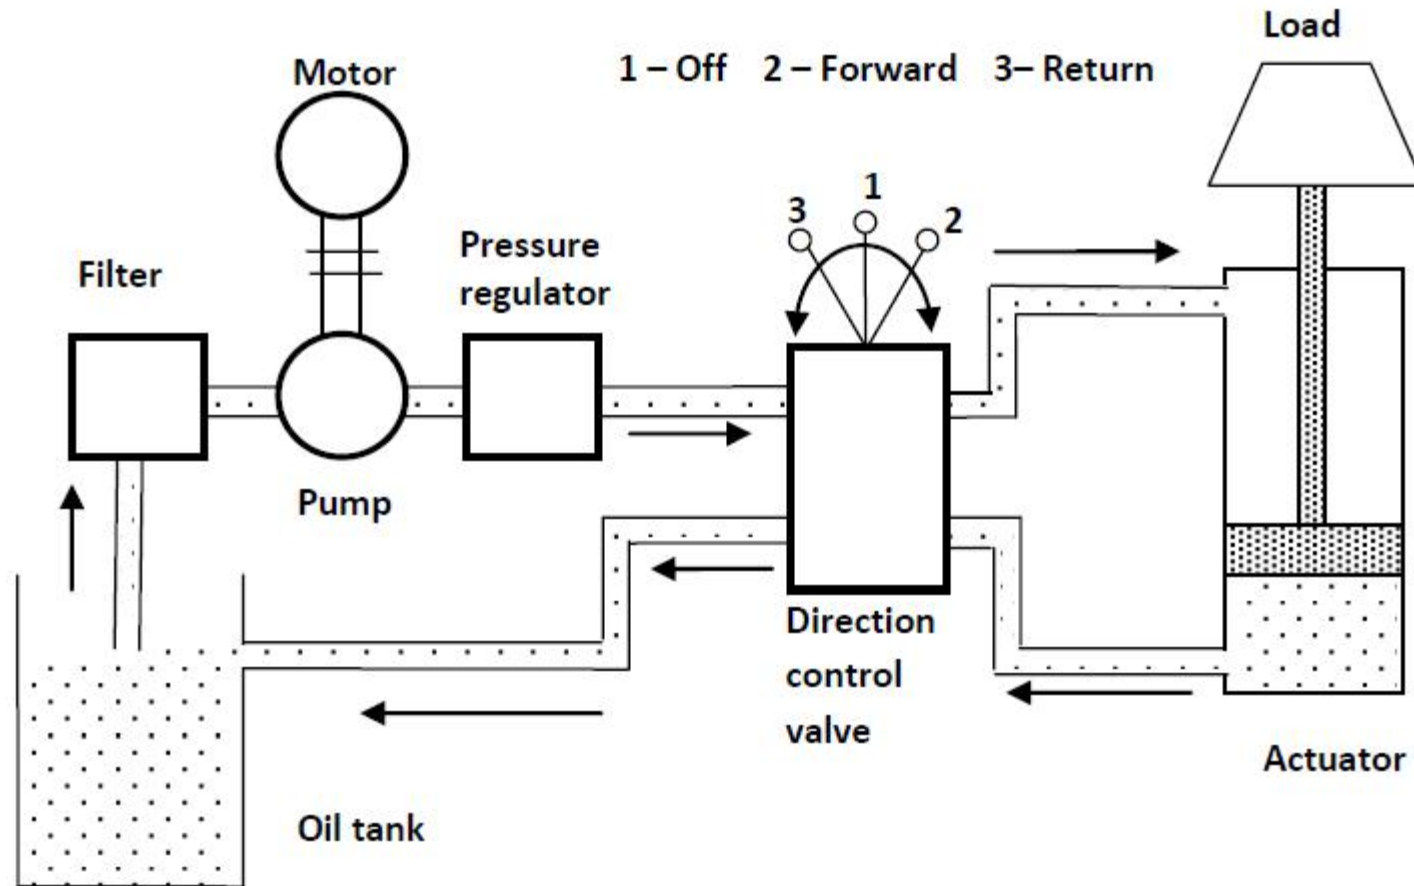 Load
Motor
1 – Off 2 – Forward 3– Return
1
3
2
Pressure
regulator
Filter
Pump
Direction
control
valve
Actuator
Oil tank